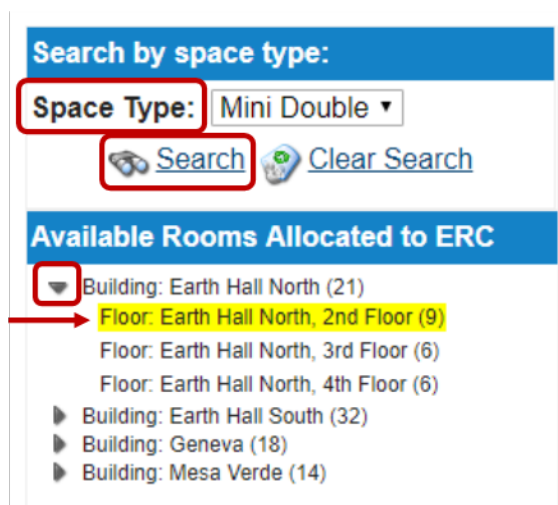 Search by space type:
Space Type: Mini Double
Search Clear Search
Available Rooms Allocated to ERC
Building: Earth Hall North (21)
Floor: Earth Hall North, 2nd Floor (9)
Floor: Earth Hall North, 3rd Floor (6)
Floor: Earth Hall North, 4th Floor (6)
Building: Earth Hall South (32)
Building: Geneva (18)
Building: Mesa Verde (14)